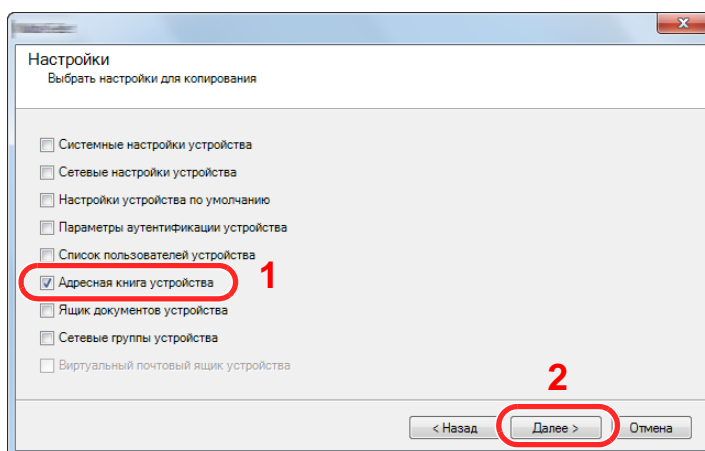 Настройки
Выбрать настройки для копирования
Системные настройки устройства
Сетевые настройки устройства
Настройки устройства по умолчанию
Параметры аутентификации устройства
Список пользователей устройства
Адресная книга устройства 1
Ящик документов устройства
Сетевые группы устройства
Виртуальный почтовый ящик устройства
2
< Назад Далее > Отмена